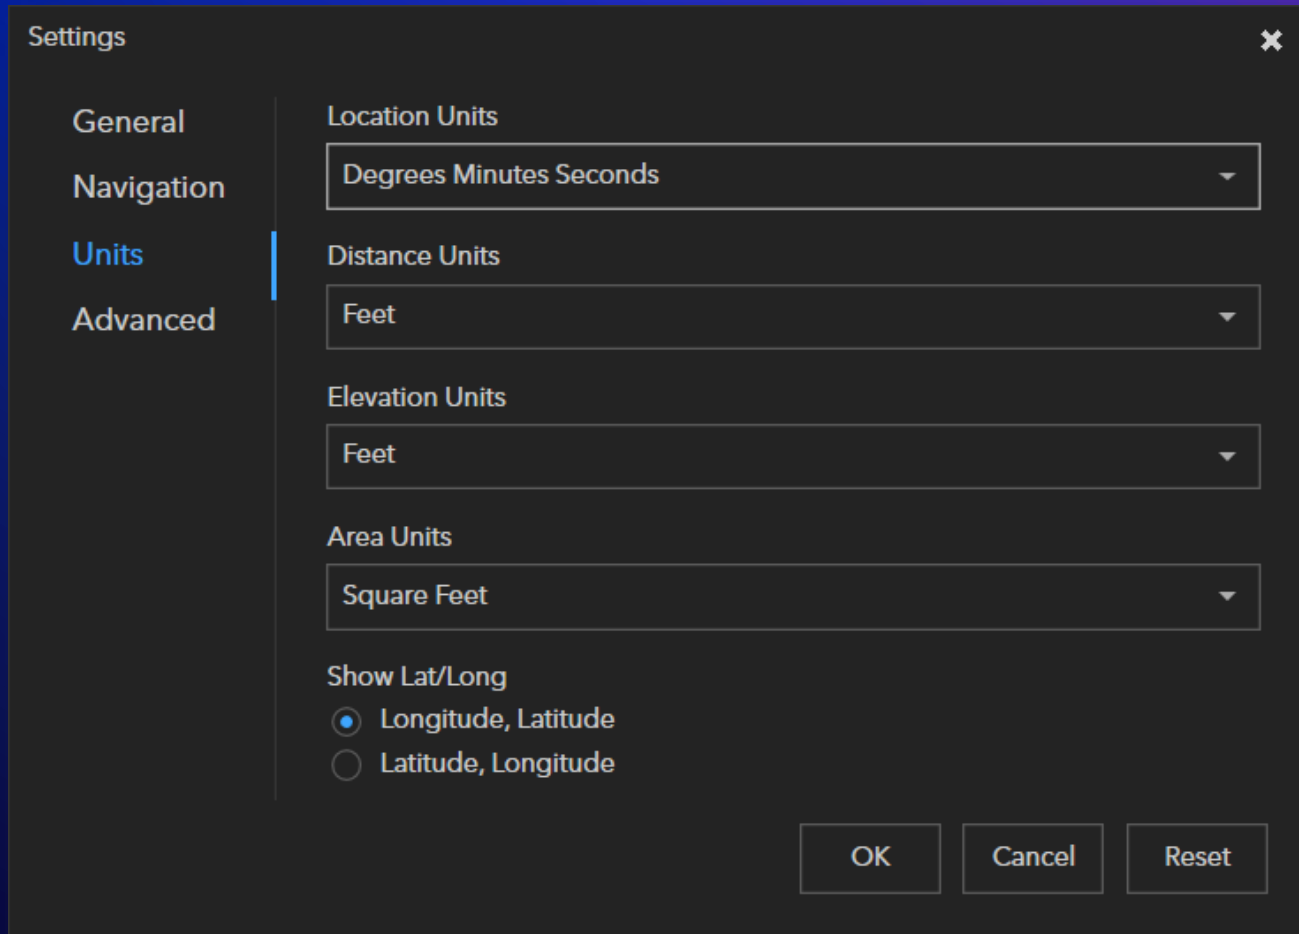 Settings
General
Navigation
Units
Advanced
Location Units
Degrees Minutes Seconds
Distance Units
Feet
Elevation Units
Feet
Area Units
Square Feet
Show Lat/Long
Longitude, Latitude
Latitude, Longitude
OK Cancel Reset